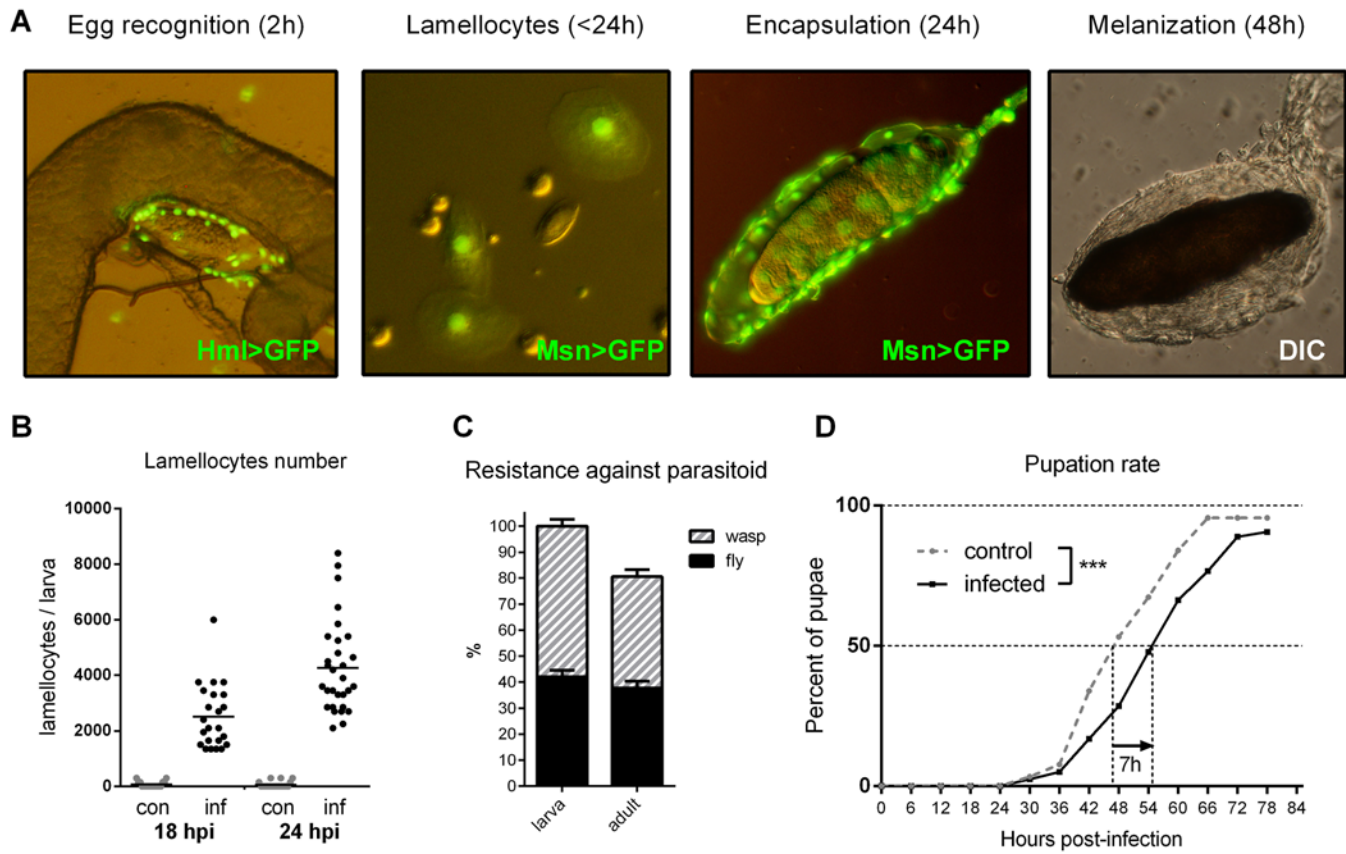 A
Egg recognition (2h)
Lamellocytes (<24h)
Encapsulation (24h)
Melanization (48h)
Hml>GFP
Msn>GFP
Msn>GFP
DIC
B
Lamellocytes number
lamellocytes / larva
10000
8000
6000
4000
2000
0
con
inf
con
inf
18 hpi
24 hpi
C
Resistance against parasitoid
%
100
90
80
70
60
50
40
30
20
10
0
larva
adult
wasp
fly
D
Pupation rate
Percent of pupae
100
50
0
control
infected
***
7h
0 6 12 18 24 30 36 42 48 54 60 66 72 78 84
Hours post-infection